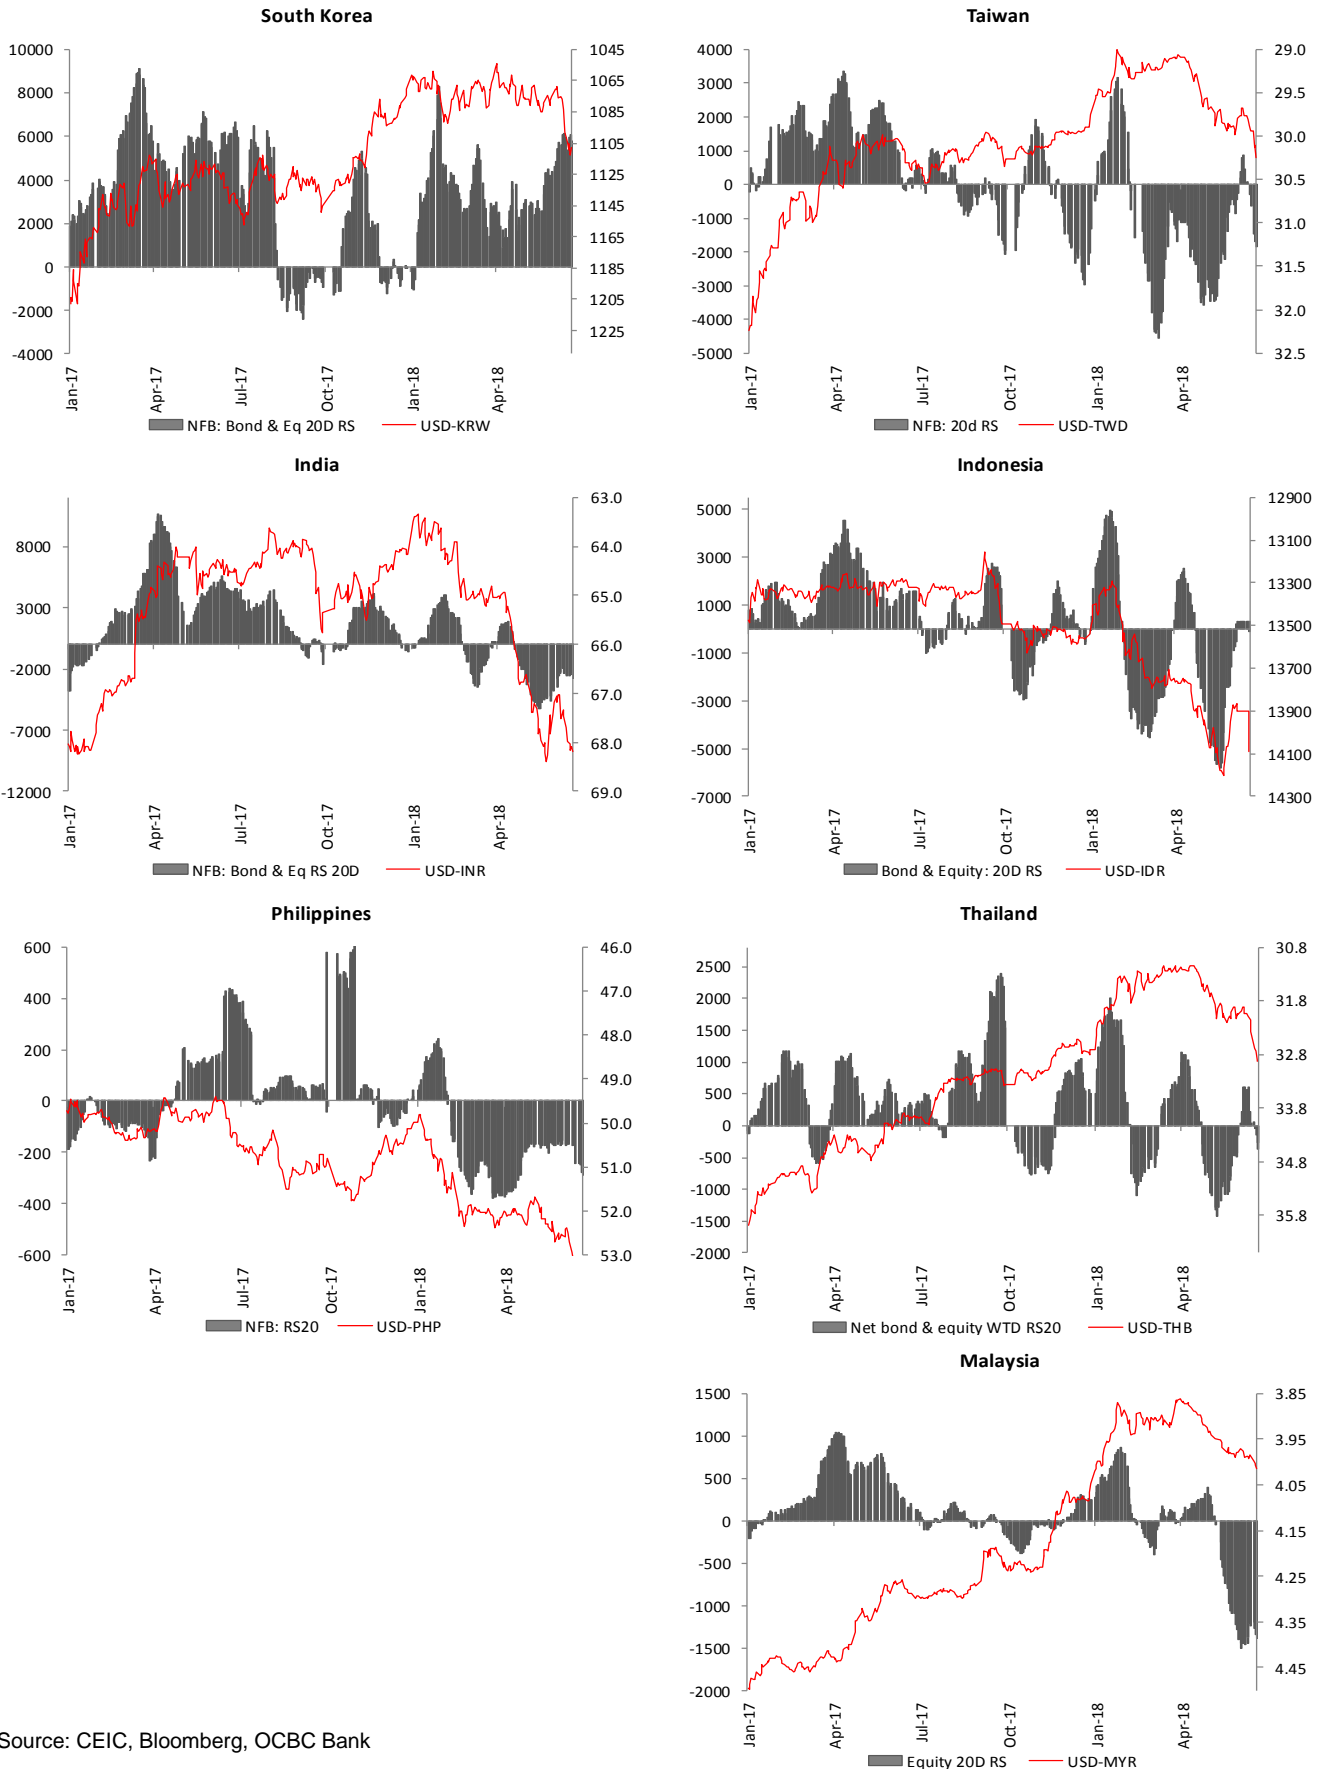 South Korea
10000
8000
6000
4000
2000
0
-2000
-4000
1045
1065
1085
1105
1125
1145
1165
1185
1205
1225
Jan-17
Apr-17
Jul-17
Oct-17
Jan-18
Apr-18
NFB: Bond & Eq 20D RS
USD-KRW
Taiwan
4000
3000
2000
1000
0
-1000
-2000
-3000
-4000
-5000
29.0
29.5
30.0
30.5
31.0
31.5
32.0
32.5
Jan-17
Apr-17
Jul-17
Oct-17
Jan-18
Apr-18
NFB: 20d RS
USD-TWD
India
8000
3000
-2000
-7000
-12000
63.0
64.0
65.0
66.0
67.0
68.0
69.0
Jan-17
Apr-17
Jul-17
Oct-17
Jan-18
Apr-18
NFB: Bond & Eq RS 20D
USD-INR
Indonesia
5000
3000
1000
-1000
-3000
-5000
-7000
12900
13100
13300
13500
13700
13900
14100
14300
Jan-17
Apr-17
Jul-17
Oct-17
Jan-18
Apr-18
Bond & Equity: 20D RS
USD-IDR
Philippines
600
400
200
0
-200
-400
-600
46.0
47.0
48.0
49.0
50.0
51.0
52.0
53.0
Jan-17
Apr-17
Jul-17
Oct-17
Jan-18
Apr-18
NFB: RS20
USD-PHP
Thailand
2500
2000
1500
1000
500
0
-500
-1000
-1500
-2000
30.8
31.8
32.8
33.8
34.8
35.8
Jan-17
Apr-17
Jul-17
Oct-17
Jan-18
Apr-18
Net bond & equity WTD RS20
USD-THB
Malaysia
1500
1000
500
0
-500
-1000
-1500
-2000
3.85
3.95
4.05
4.15
4.25
4.35
4.45
Jan-17
Apr-17
Jul-17
Oct-17
Jan-18
Apr-18
Equity 20D RS
USD-MYR
Source: CEIC, Bloomberg, OCBC Bank